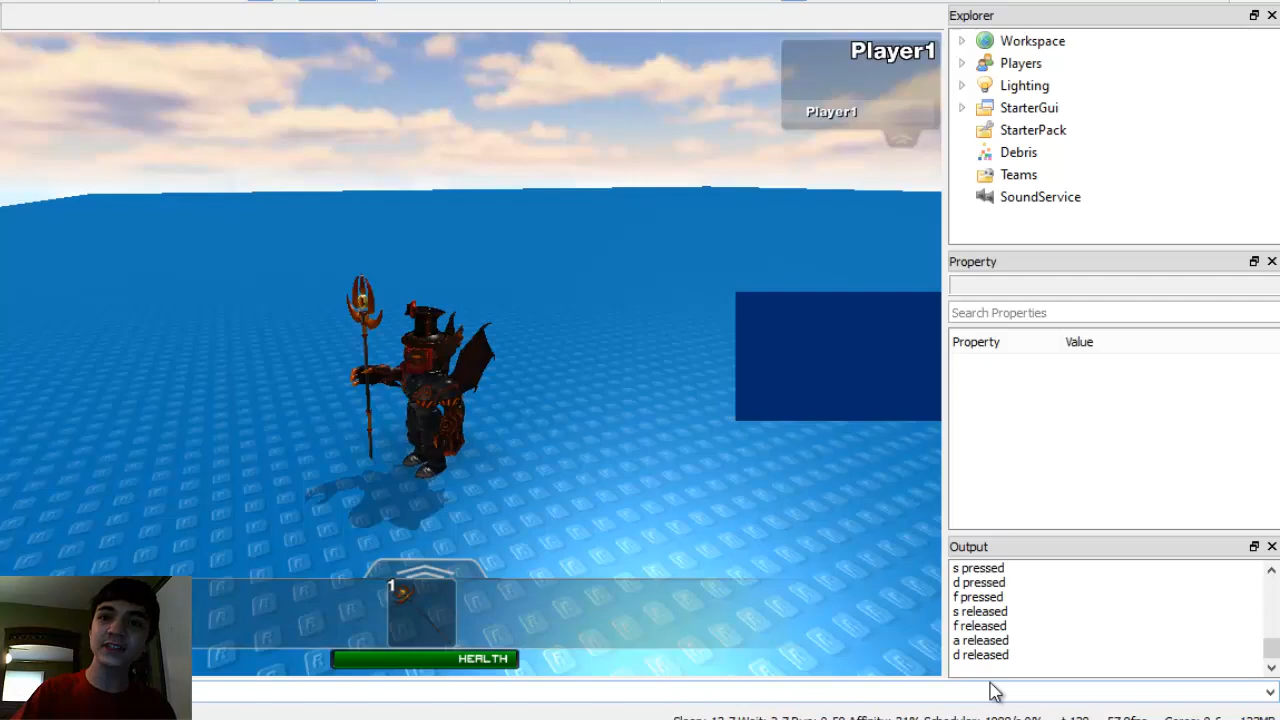 Explorer
Workspace
Players
Lighting
StarterGui
StarterPack
Debris
Teams
SoundService
Player1
Player1
Property
Search Properties
Property Value
Output
s pressed
d pressed
f pressed
s released
f released
a released
d released
1
HEALTH